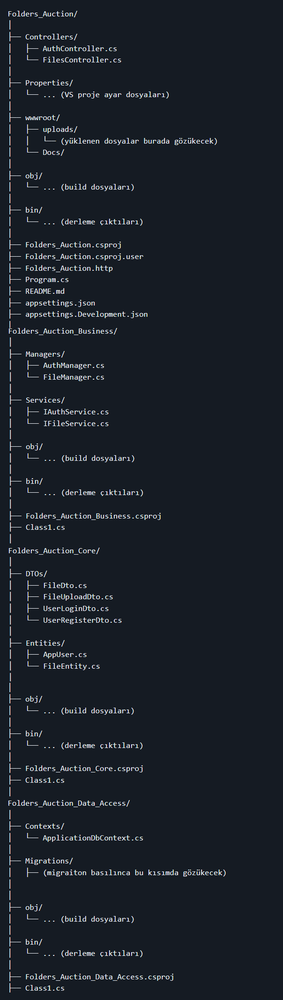 Folders_Auction/
│
├── Controllers/
│   ├── AuthController.cs
│   └── FilesController.cs
│
├── Properties/
│   └── ... (VS proje ayar dosyaları)
│
├── wwwroot/
│   ├── uploads/
│   │   └── (yüklenen dosyalar burada gözükecek)
│   └── Docs/
│
├── obj/
│   └── ... (build dosyaları)
│
├── bin/
│   └── ... (derleme çıktıları)
│
├── Folders_Auction.csproj
├── Folders_Auction.csproj.user
├── Folders_Auction.http
├── Program.cs
├── README.md
├── appsettings.json
├── appsettings.Development.json
│
Folders_Auction_Business/
│
├── Managers/
│   ├── AuthManager.cs
│   └── FileManager.cs
│
├── Services/
│   ├── IAuthService.cs
│   └── IFileService.cs
│
├── obj/
│   └── ... (build dosyaları)
│
├── bin/
│   └── ... (derleme çıktıları)
│
├── Folders_Auction_Business.csproj
├── Class1.cs
│
Folders_Auction_Core/
│
├── DTOs/
│   ├── FileDto.cs
│   ├── FileUploadDto.cs
│   ├── UserLoginDto.cs
│   └── UserRegisterDto.cs
│
├── Entities/
│   ├── AppUser.cs
│   └── FileEntity.cs
│
│
├── obj/
│   └── ... (build dosyaları)
│
├── bin/
│   └── ... (derleme çıktıları)
│
├── Folders_Auction_Core.csproj
├── Class1.cs
│
Folders_Auction_Data_Access/
│
├── Contexts/
│   └── ApplicationDbContext.cs
│
├── Migrations/
│   ├── (migraiton basılınca bu kısımda gözükecek)
│
│
├── obj/
│   └── ... (build dosyaları)
│
├── bin/
│   └── ... (derleme çıktıları)
│
├── Folders_Auction_Data_Access.csproj
├── Class1.cs